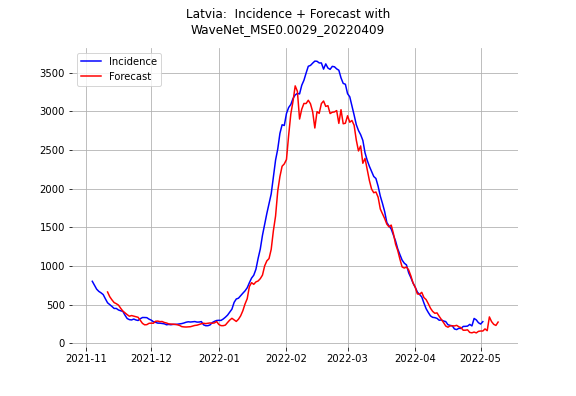 Latvia:  Incidence + Forecast with
WaveNet_MSE0.0029_20220409
Incidence
Forecast
3500
3000
2500
2000
1500
1000
500
0
2021-11 2021-12 2022-01 2022-02 2022-03 2022-04 2022-05